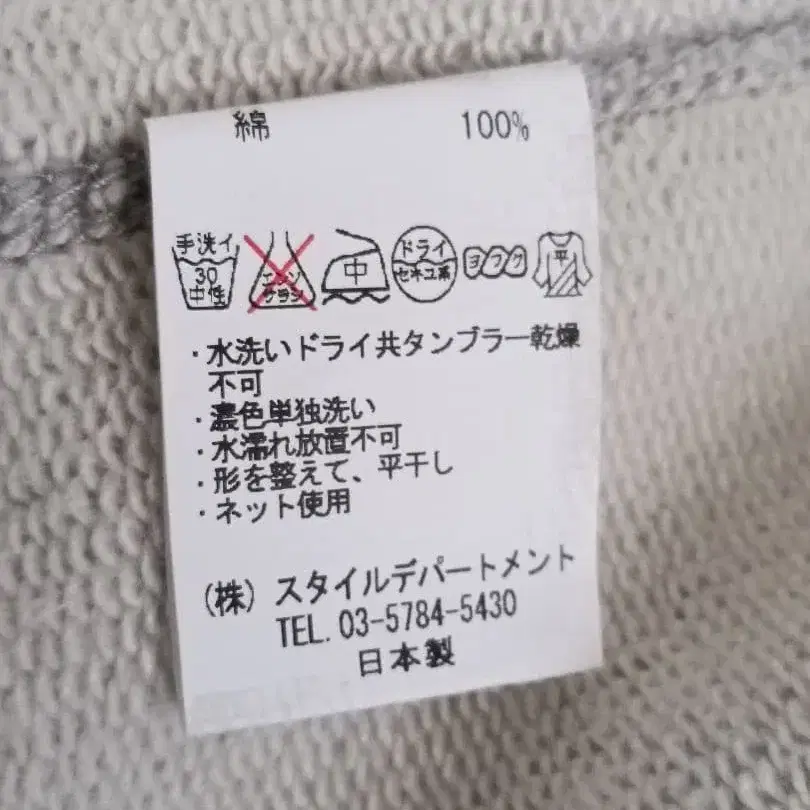 綿 100%
手洗イ 30 中性
エンソ サラシ
中
ドライ セキユ系
ヨワク
平
・水洗いドライ共タンブラー乾燥
不可
・濃色単独洗い
・水濡れ放置不可
・形を整えて、平干し
・ネット使用
(株) スタイルデパートメント
TEL. 03-5784-5430
日本製